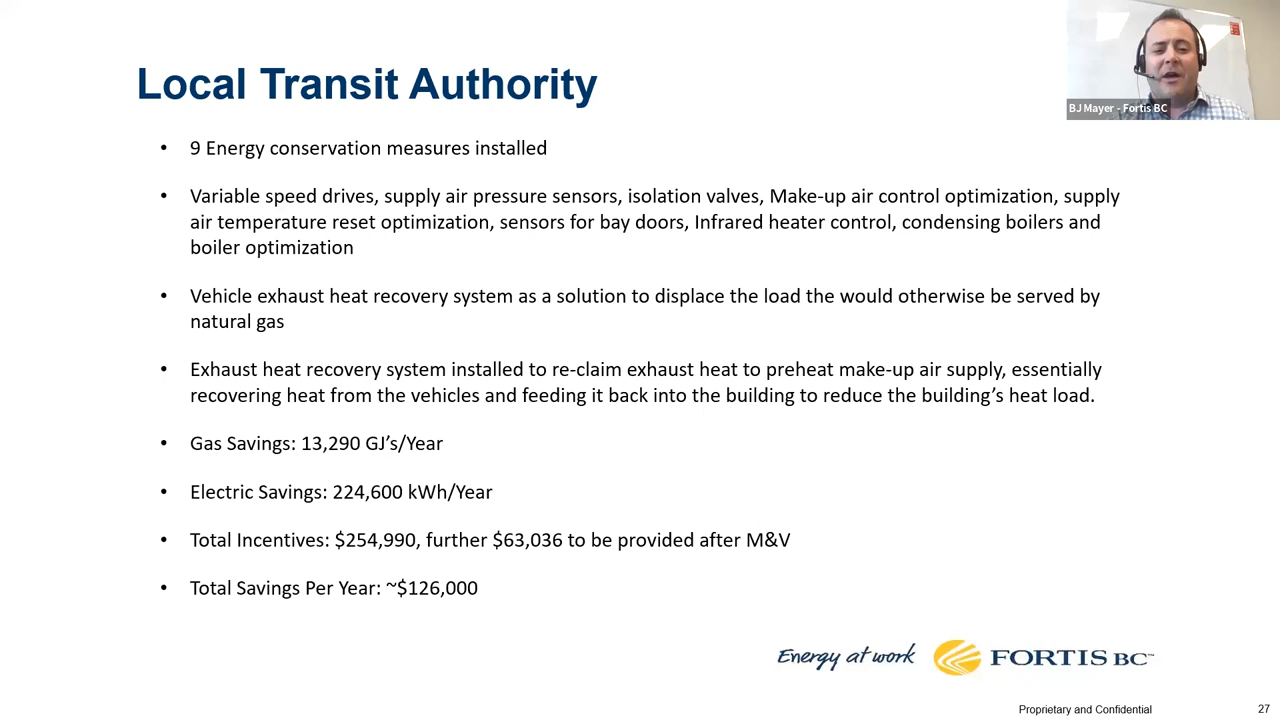 Local Transit Authority
BJ Mayer - Fortis BC
• 9 Energy conservation measures installed
• Variable speed drives, supply air pressure sensors, isolation valves, Make-up air control optimization, supply
air temperature reset optimization, sensors for bay doors, Infrared heater control, condensing boilers and
boiler optimization
• Vehicle exhaust heat recovery system as a solution to displace the load the would otherwise be served by
natural gas
• Exhaust heat recovery system installed to re-claim exhaust heat to preheat make-up air supply, essentially
recovering heat from the vehicles and feeding it back into the building to reduce the building’s heat load.
• Gas Savings: 13,290 GJ’s/Year
• Electric Savings: 224,600 kWh/Year
• Total Incentives: $254,990, further $63,036 to be provided after M&V
• Total Savings Per Year: ~$126,000
Energy at work FORTIS BC™
Proprietary and Confidential 27